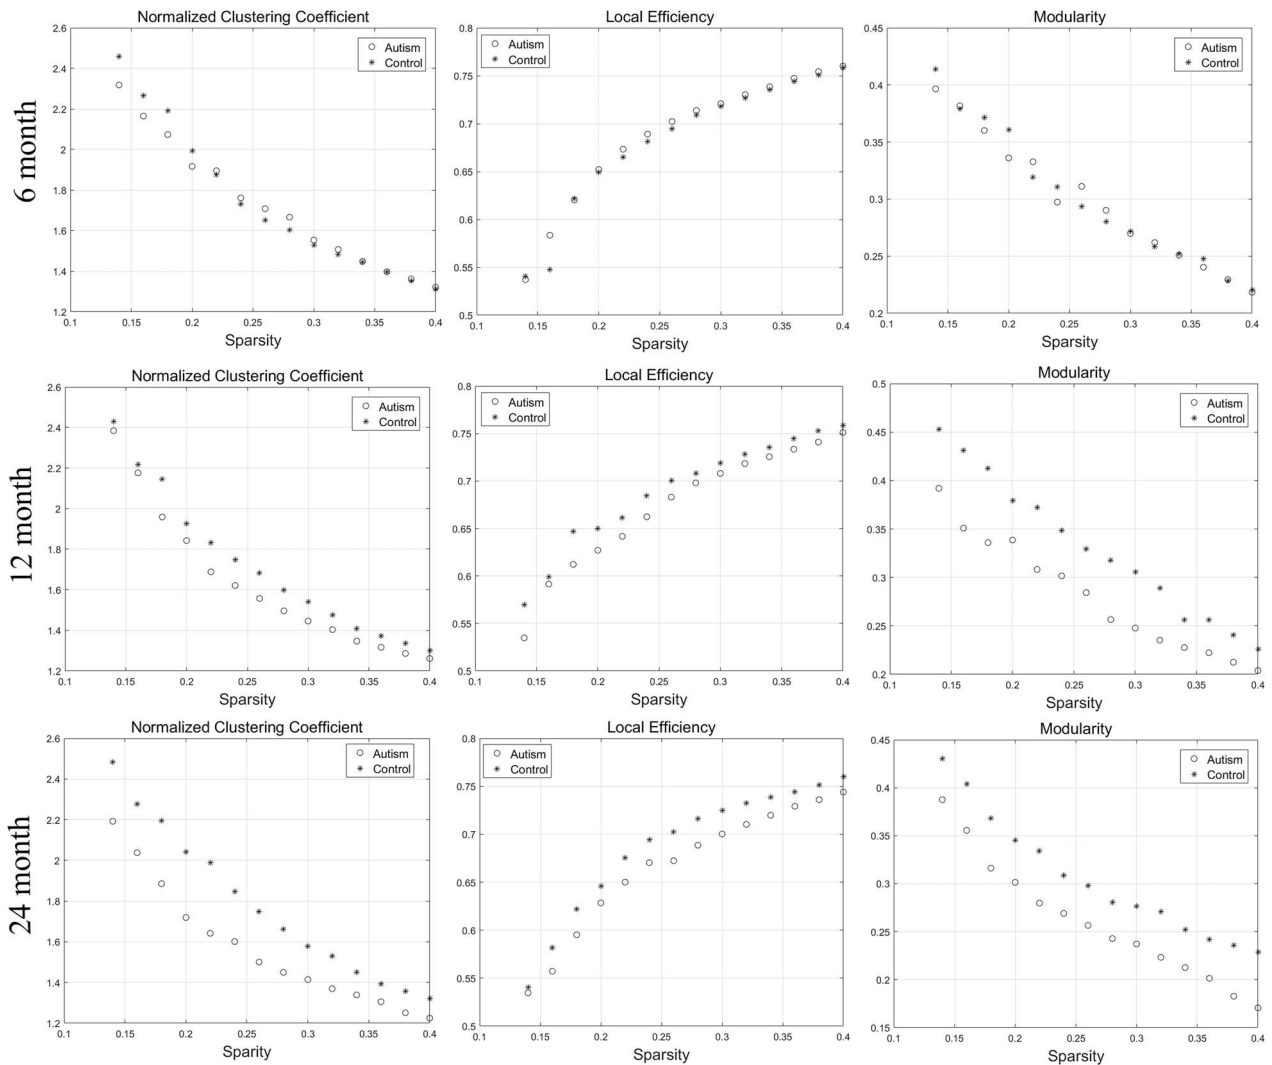 6 month
Normalized Clustering Coefficient
Autism
Control
2.6
2.4
2.2
2
1.8
1.6
1.4
1.2
0.1 0.15 0.2 0.25 0.3 0.35 0.4
Sparsity
Local Efficiency
Autism
Control
0.8
0.75
0.7
0.65
0.6
0.55
0.5
0.1 0.15 0.2 0.25 0.3 0.35 0.4
Sparsity
Modularity
Autism
Control
0.45
0.4
0.35
0.3
0.25
0.2
0.1 0.15 0.2 0.25 0.3 0.35 0.4
Sparsity
12 month
Normalized Clustering Coefficient
Autism
Control
2.6
2.4
2.2
2
1.8
1.6
1.4
1.2
0.1 0.15 0.2 0.25 0.3 0.35 0.4
Sparsity
Local Efficiency
Autism
Control
0.8
0.75
0.7
0.65
0.6
0.55
0.5
0.1 0.15 0.2 0.25 0.3 0.35 0.4
Sparsity
Modularity
Autism
Control
0.5
0.45
0.4
0.35
0.3
0.25
0.2
0.1 0.15 0.2 0.25 0.3 0.35 0.4
Sparsity
24 month
Normalized Clustering Coefficient
Autism
Control
2.6
2.4
2.2
2
1.8
1.6
1.4
1.2
0.1 0.15 0.2 0.25 0.3 0.35 0.4
Sparity
Local Efficiency
Autism
Control
0.8
0.75
0.7
0.65
0.6
0.55
0.5
0.1 0.15 0.2 0.25 0.3 0.35 0.4
Sparsity
Modularity
Autism
Control
0.45
0.4
0.35
0.3
0.25
0.2
0.15
0.1 0.15 0.2 0.25 0.3 0.35 0.4
Sparsity